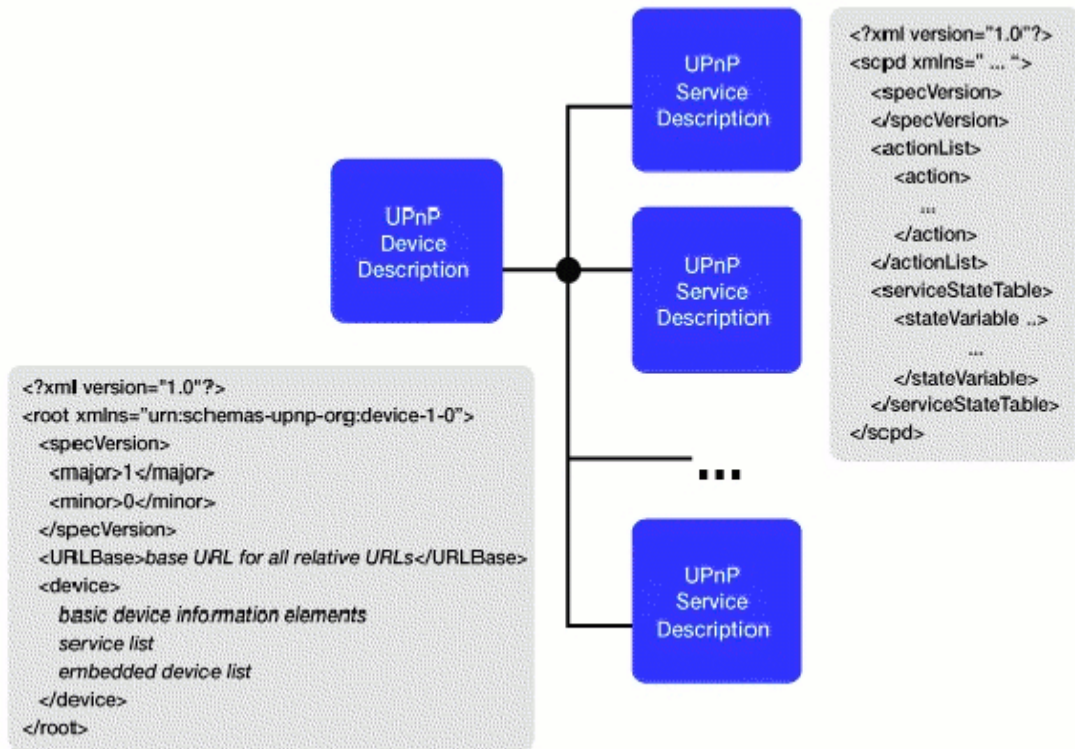 UPnP
Device
Description
UPnP
Service
Description
UPnP
Service
Description
...
UPnP
Service
Description
<?xml version="1.0"?>
<scpd xmlns=" ... “>
<specVersion>
</specVersion>
<actionList>
<action>
...
</action>
</actionList>
<serviceStateTable>
<stateVariable ..>
...
</stateVariable>
</serviceStateTable>
</scpd>
<?xml version="1.0"?>
<root xmlns="urn:schemas-upnp-org:device-1-0">
<specVersion>
<major>1</major>
<minor>0</minor>
</specVersion>
<URLBase>base URL for all relative URLs</URLBase>
<device>
basic device information elements
service list
embedded device list
</device>
</root>